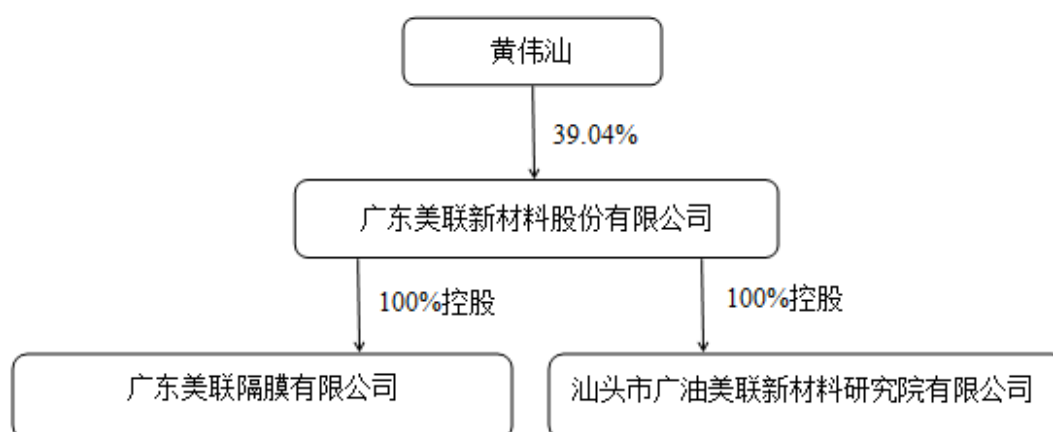 黄伟汕
39.04%
广东美联新材料股份有限公司
100%控股
100%控股
广东美联隔膜有限公司
汕头市广油美联新材料研究院有限公司